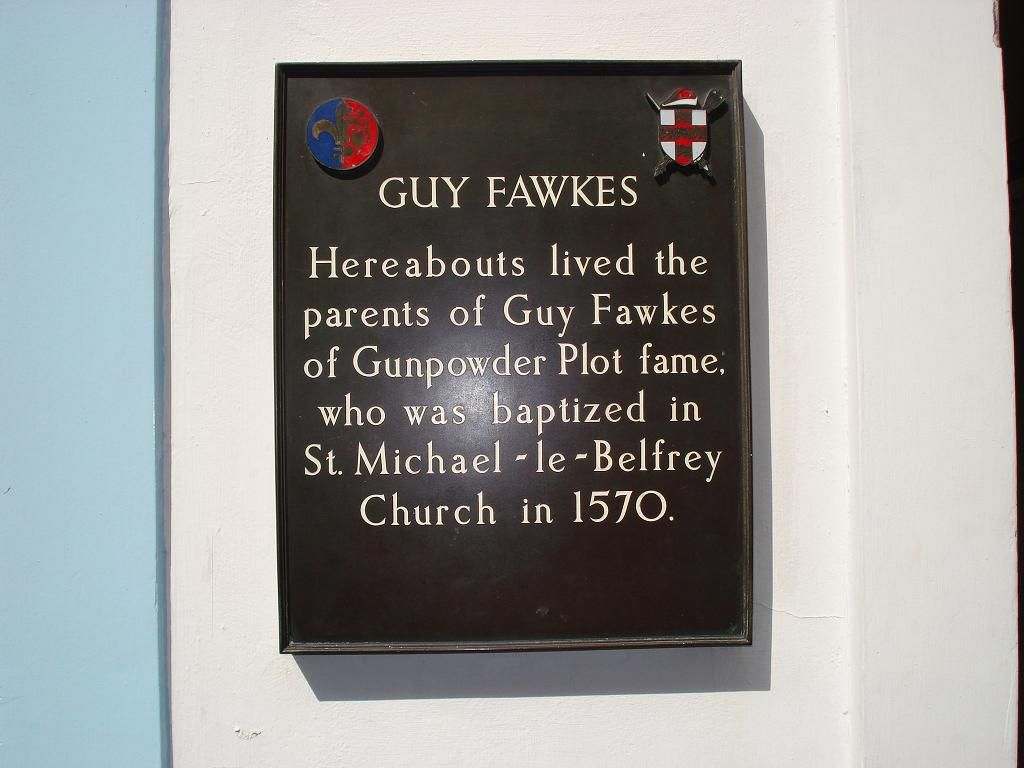 GUY FAWKES
Hereabouts lived the
parents of Guy Fawkes
of Gunpowder Plot fame,
who was baptized in
St. Michael-le-Belfrey
Church in 1570.